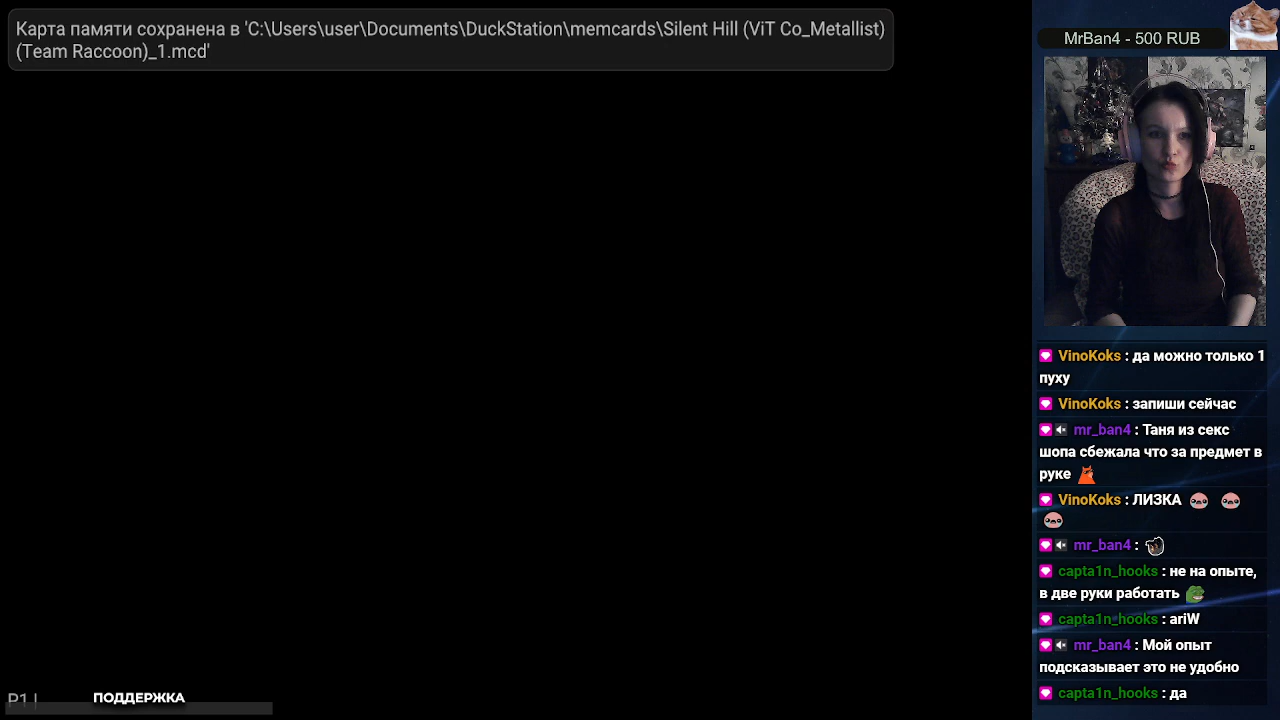 Карта памяти сохранена в 'C:\Users\user\Documents\DuckStation\memcards\Silent Hill (ViT Co_Metallist)
(Team Raccoon)_1.mcd'
MrBan4 - 500 RUB
VinoKoks : да можно только 1
пуху
VinoKoks : запиши сейчас
mr_ban4 : Таня из секс
шопа сбежала что за предмет в
руке
VinoKoks : ЛИЗКА
mr_ban4 :
capta1n_hooks : не на опыте,
в две руки работать
capta1n_hooks : ariW
mr_ban4 : Мой опыт
подсказывает это не удобно
capta1n_hooks : да
P1 |
ПОДДЕРЖКА